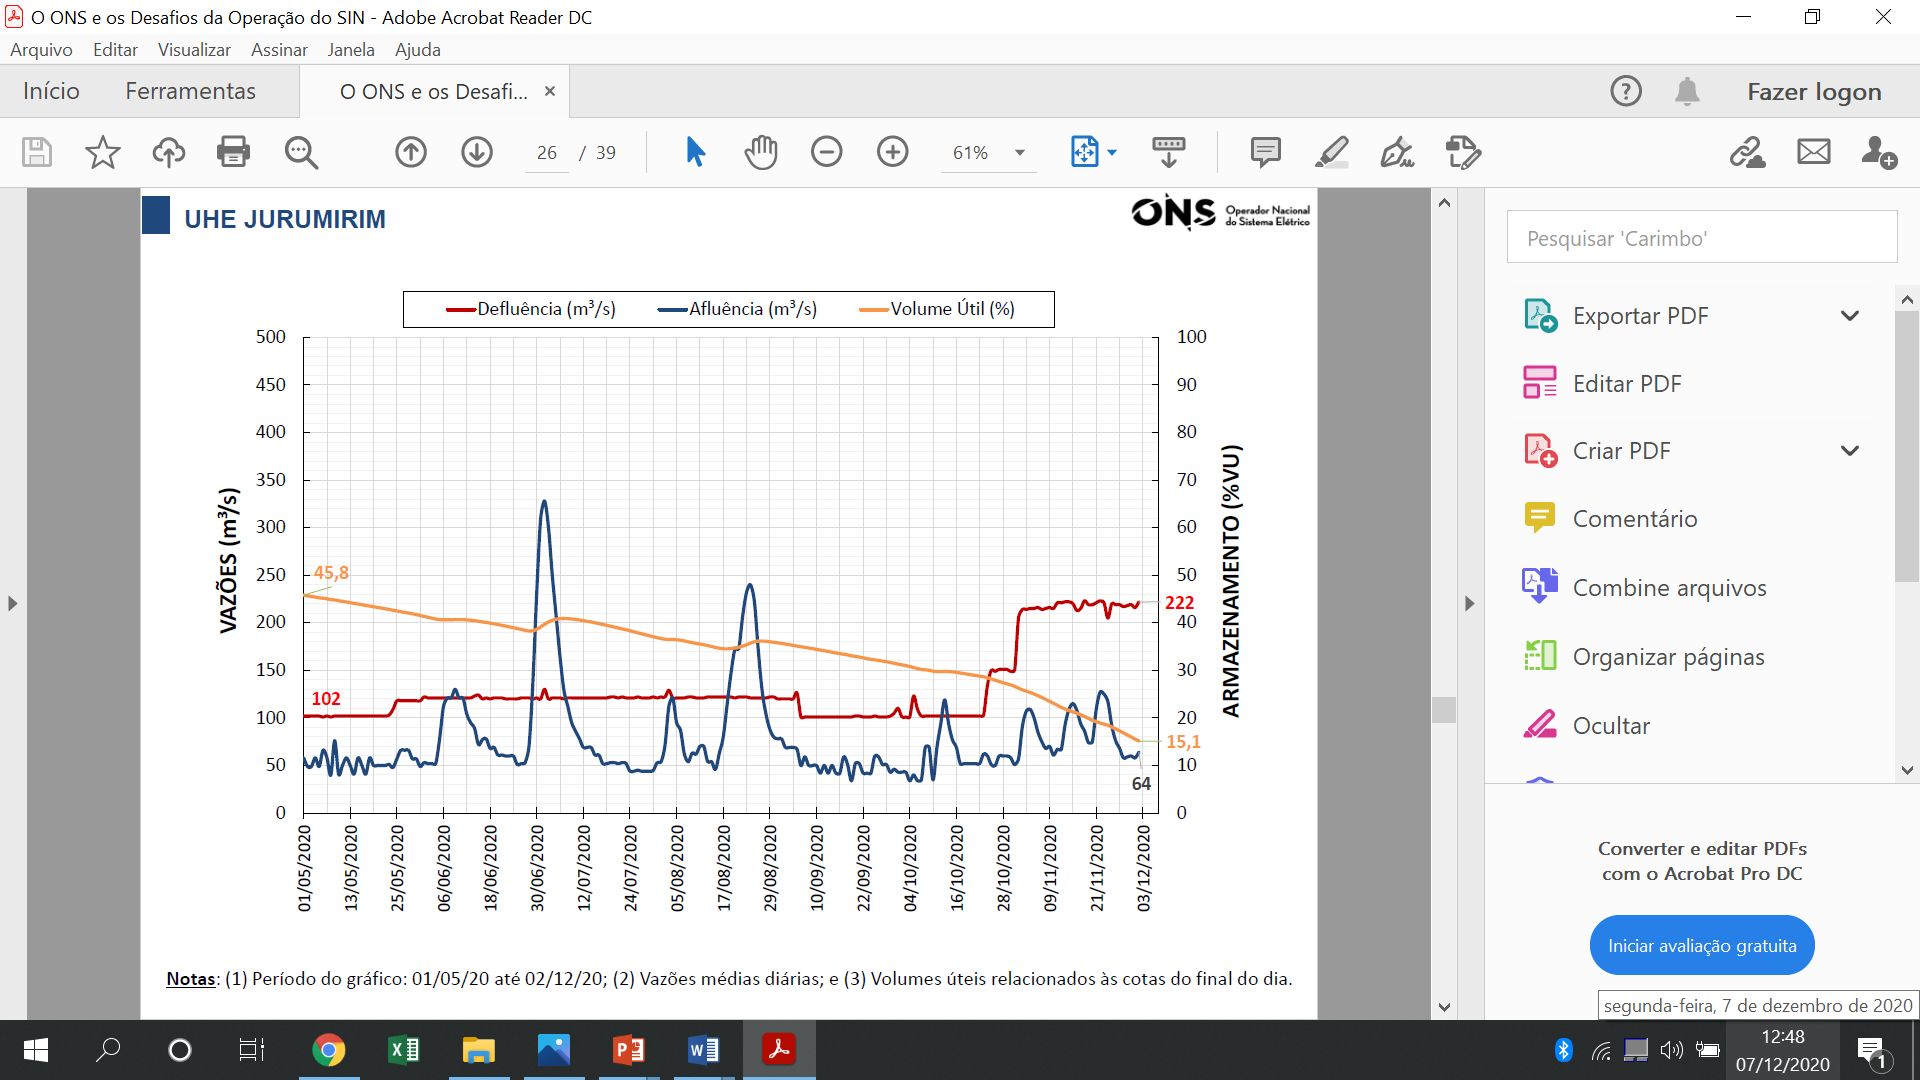 O ONS e os Desafios da Operação do SIN - Adobe Acrobat Reader DC
Arquivo Editar Visualizar Assinar Janela Ajuda
Início Ferramentas O ONS e os Desafi... × Fazer logon
26 / 39 61%
UHE JURUMIRIM
ONS Operador Nacional
do Sistema Elétrico
Defluência (m³/s) Afluência (m³/s) Volume Útil (%)
VAZÕES (m³/s)
500
450
400
350
300
250
200
150
100
50
0
45,8
102
222
15,1
64
100
90
80
70
60
50
40
30
20
10
0
ARMAZENAMENTO (%VU)
01/05/2020
13/05/2020
25/05/2020
06/06/2020
18/06/2020
30/06/2020
12/07/2020
24/07/2020
05/08/2020
17/08/2020
29/08/2020
10/09/2020
22/09/2020
04/10/2020
16/10/2020
28/10/2020
09/11/2020
21/11/2020
03/12/2020
Notas: (1) Período do gráfico: 01/05/20 até 02/12/20; (2) Vazões médias diárias; e (3) Volumes úteis relacionados às cotas do final do dia.
Pesquisar 'Carimbo'
Exportar PDF
Editar PDF
Criar PDF
Comentário
Combine arquivos
Organizar páginas
Ocultar
Converter e editar PDFs
com o Acrobat Pro DC
Iniciar avaliação gratuita
segunda-feira, 7 de dezembro de 2020
12:48
07/12/2020
1